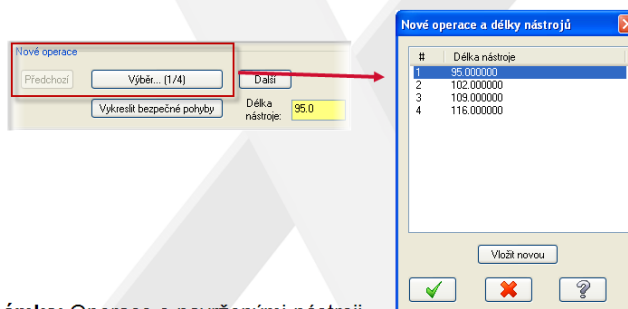 Nové operace
Předchozí Výběr... (1/4) Další
Vykreslit bezpečné pohyby Délka nástroje: 95.0
Nové operace a délky nástrojů
# Délka nástroje
1 95.000000
2 102.000000
3 109.000000
4 116.000000
Vložit novou
Operace s navrženými nástroji